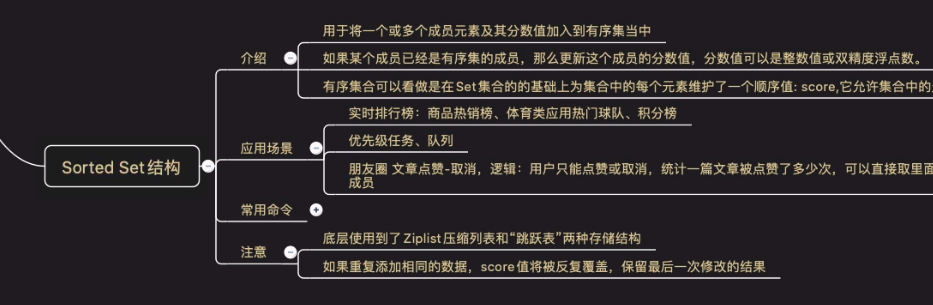 用于将一个或多个成员元素及其分数值加入到有序集当中
介绍
如果某个成员已经是有序集的成员，那么更新这个成员的分数值，分数值可以是整数值或双精度浮点数。
有序集合可以看做是在Set集合的的基础上为集合中的每个元素维护了一个顺序值: score,它允许集合中的
实时排行榜：商品热销榜、体育类应用热门球队、积分榜
应用场景
优先级任务、队列
Sorted Set结构
朋友圈 文章点赞-取消，逻辑：用户只能点赞或取消，统计一篇文章被点赞了多少次，可以直接取里面
成员
常用命令
底层使用到了Ziplist压缩列表和“跳跃表”两种存储结构
注意
如果重复添加相同的数据，score值将被反复覆盖，保留最后一次修改的结果